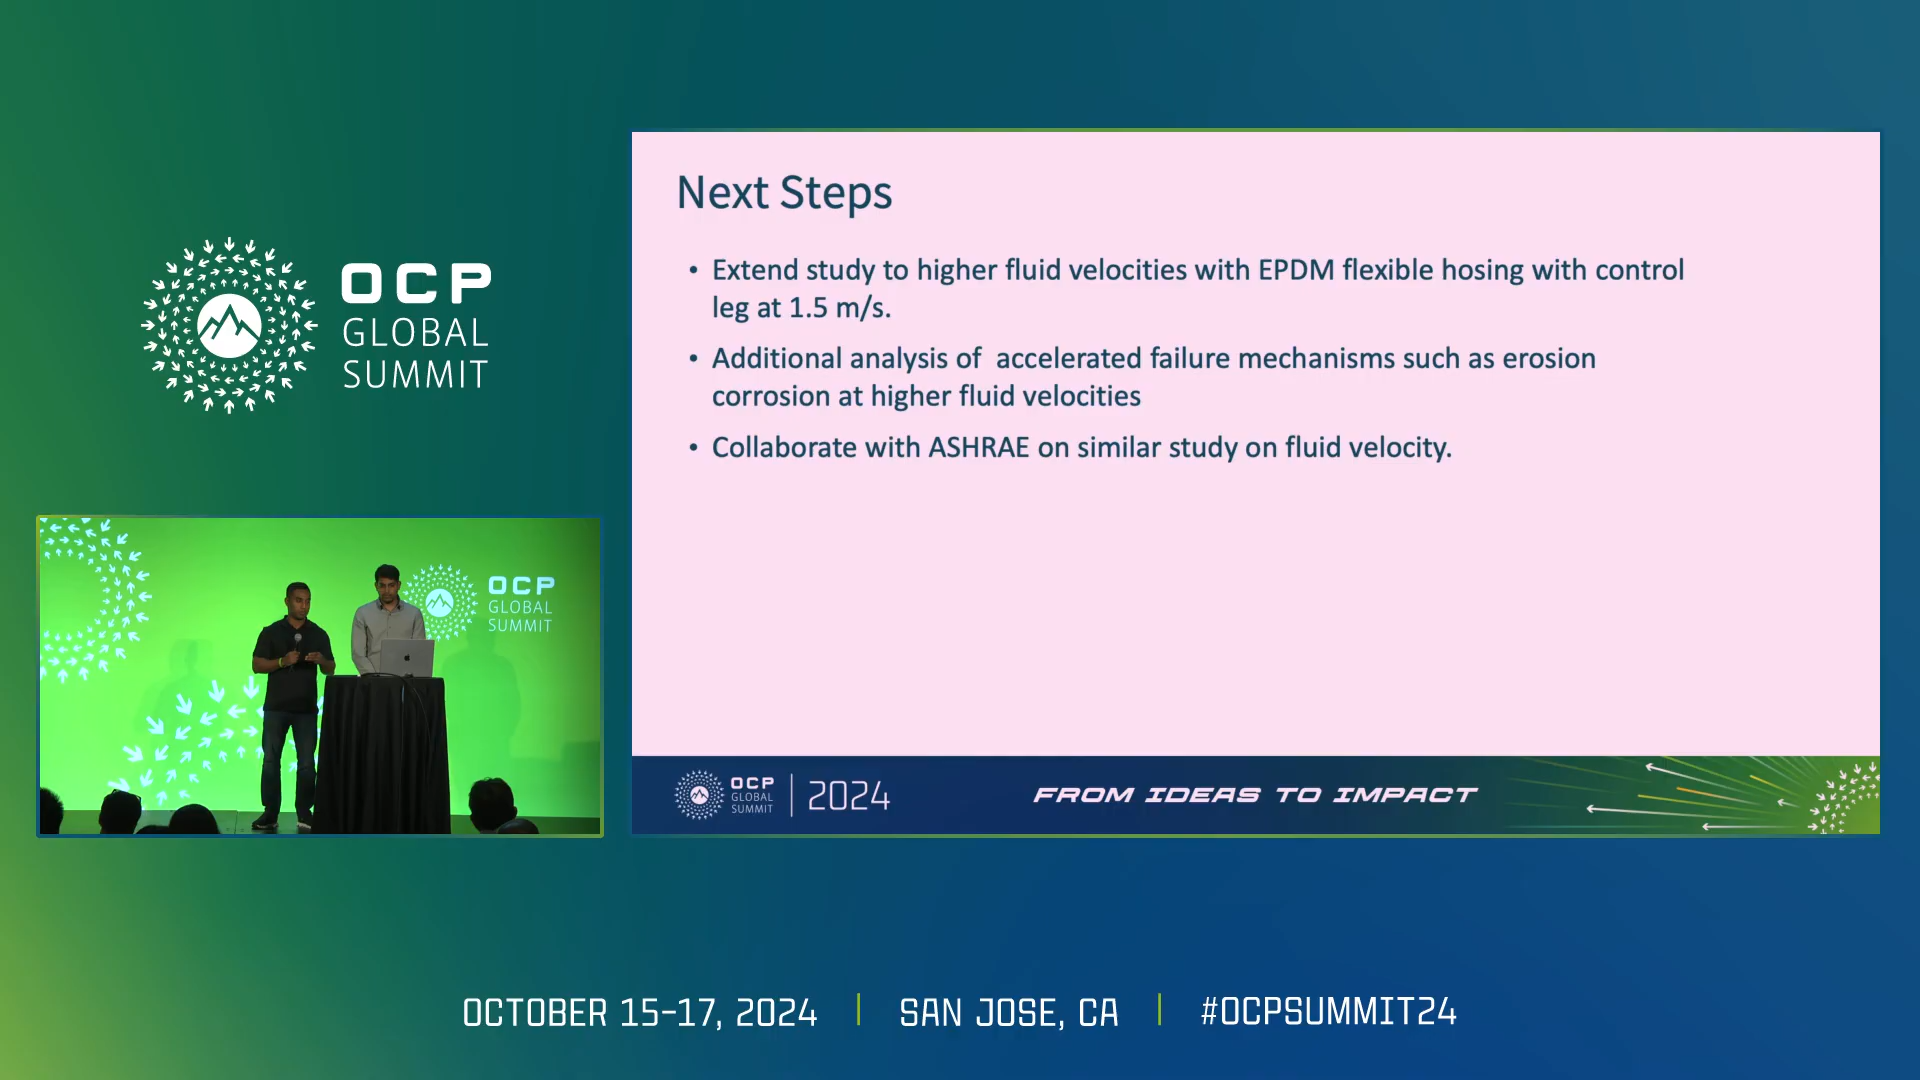 OCP
GLOBAL
SUMMIT
Next Steps
• Extend study to higher fluid velocities with EPDM flexible hosing with control
leg at 1.5 m/s.
• Additional analysis of  accelerated failure mechanisms such as erosion
corrosion at higher fluid velocities
• Collaborate with ASHRAE on similar study on fluid velocity.
OCP
GLOBAL
SUMMIT
OCP
GLOBAL
SUMMIT
2024
FROM IDEAS TO IMPACT
OCTOBER 15-17, 2024 | SAN JOSE, CA | #OCPSUMMIT24